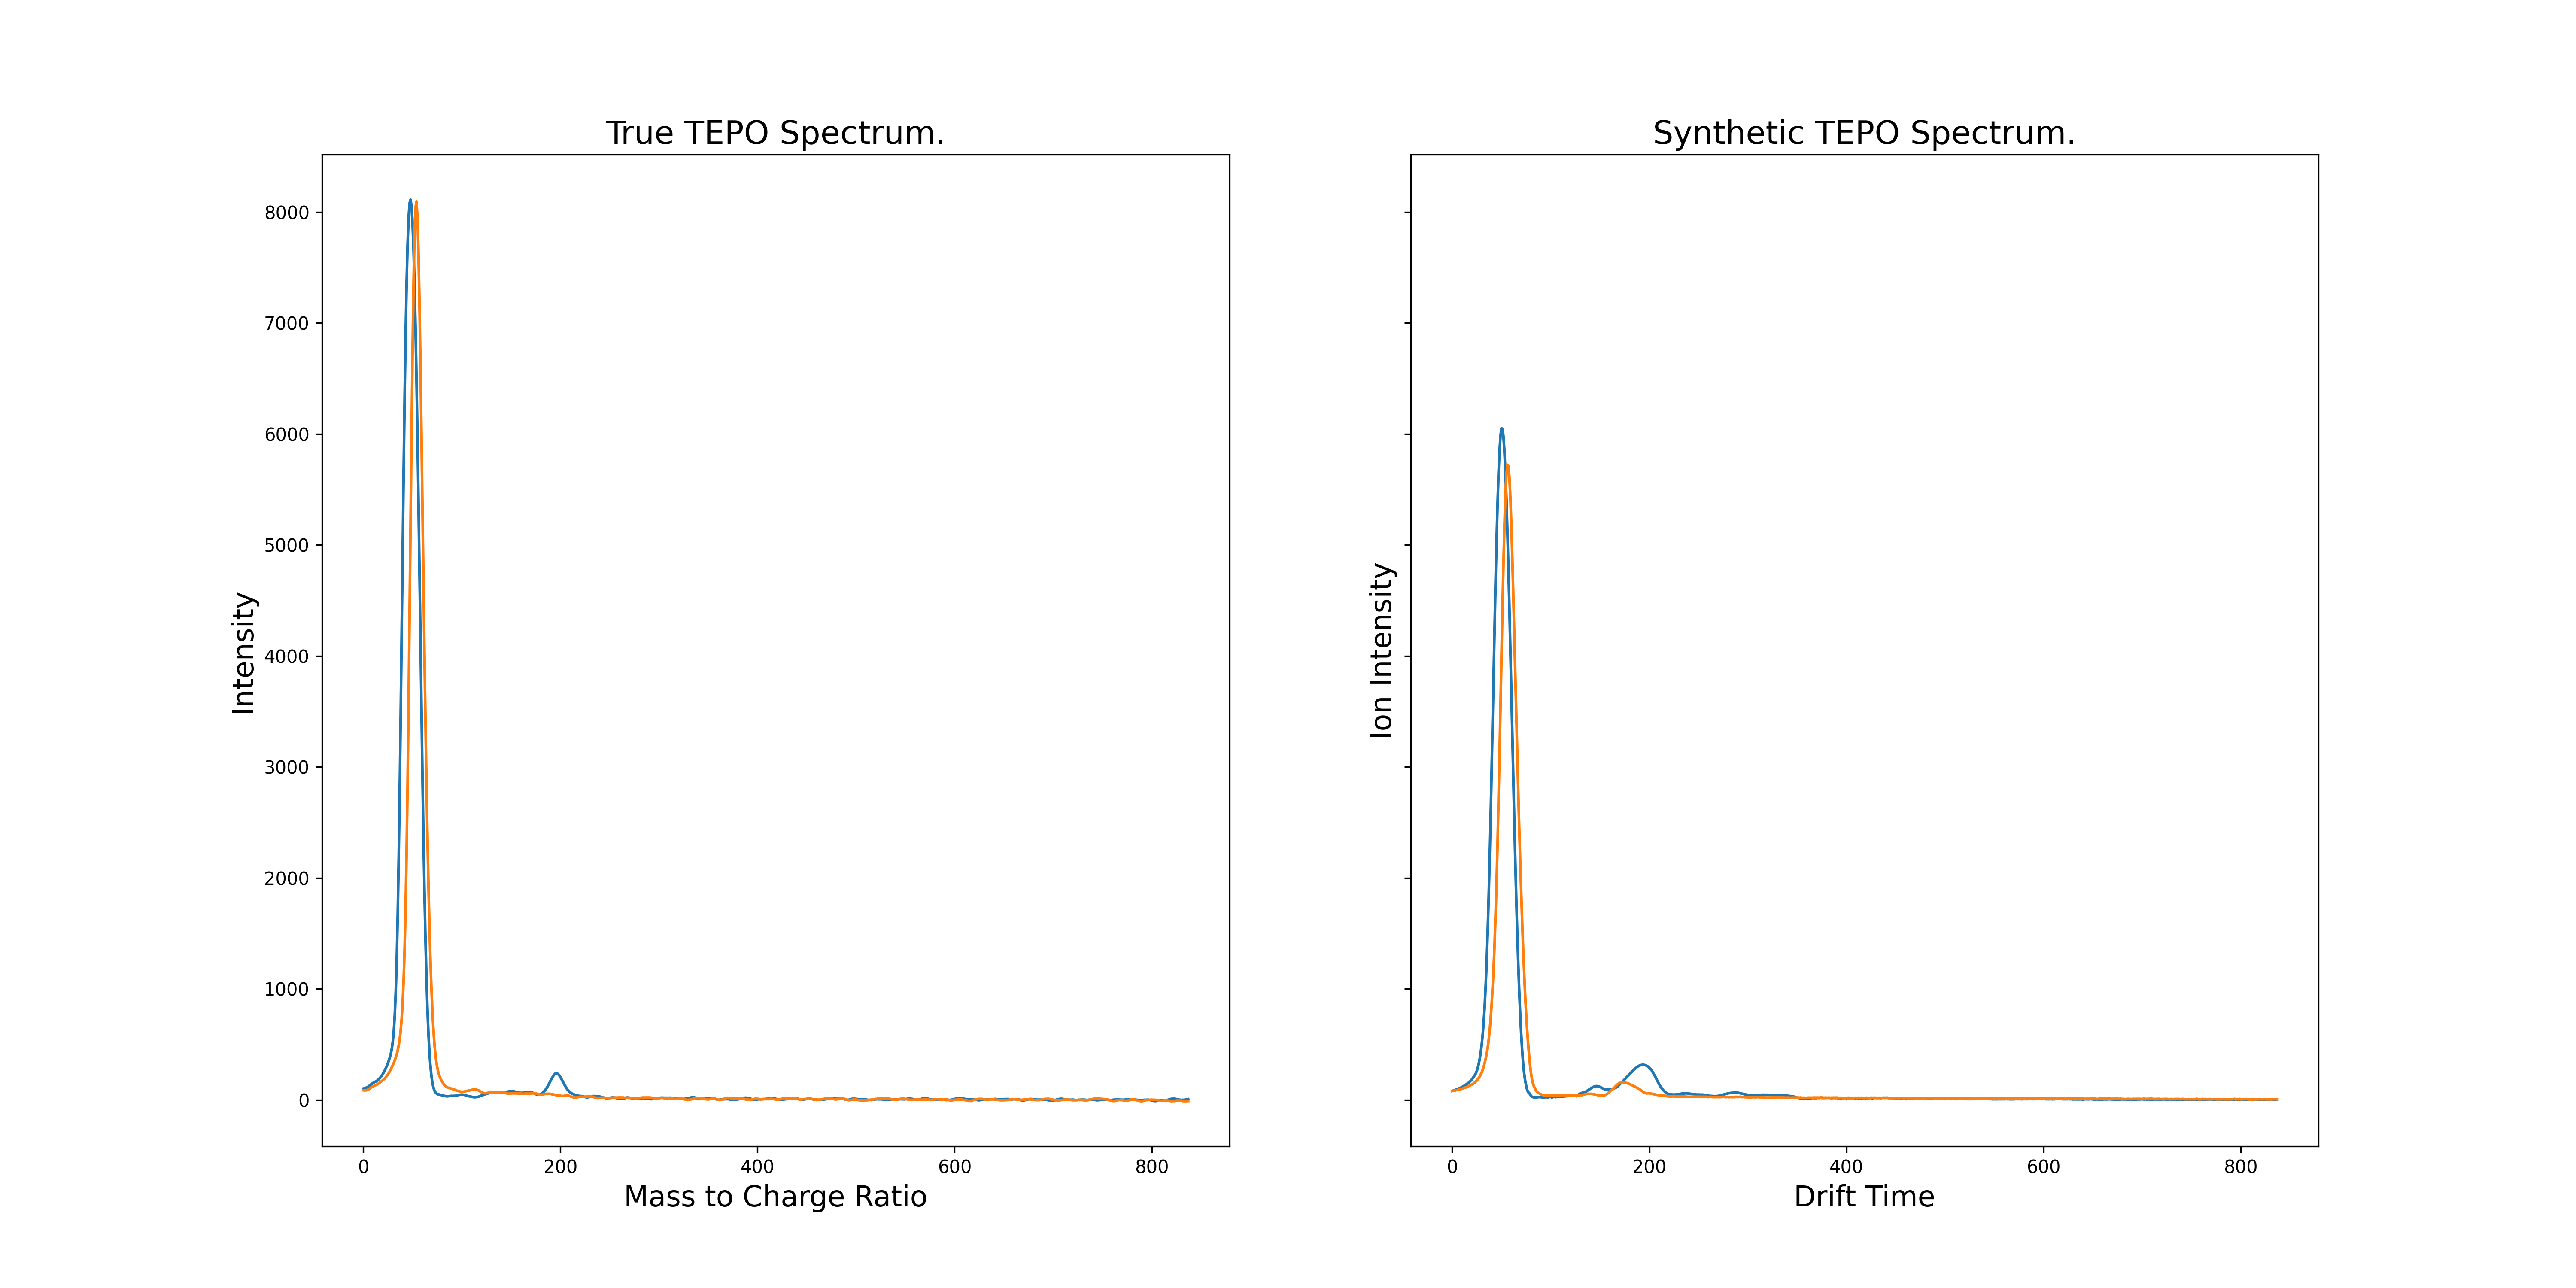 True TEPO Spectrum.
Intensity
8000
7000
6000
5000
4000
3000
2000
1000
0
0 200 400 600 800
Mass to Charge Ratio
Synthetic TEPO Spectrum.
Ion Intensity
0 200 400 600 800
Drift Time